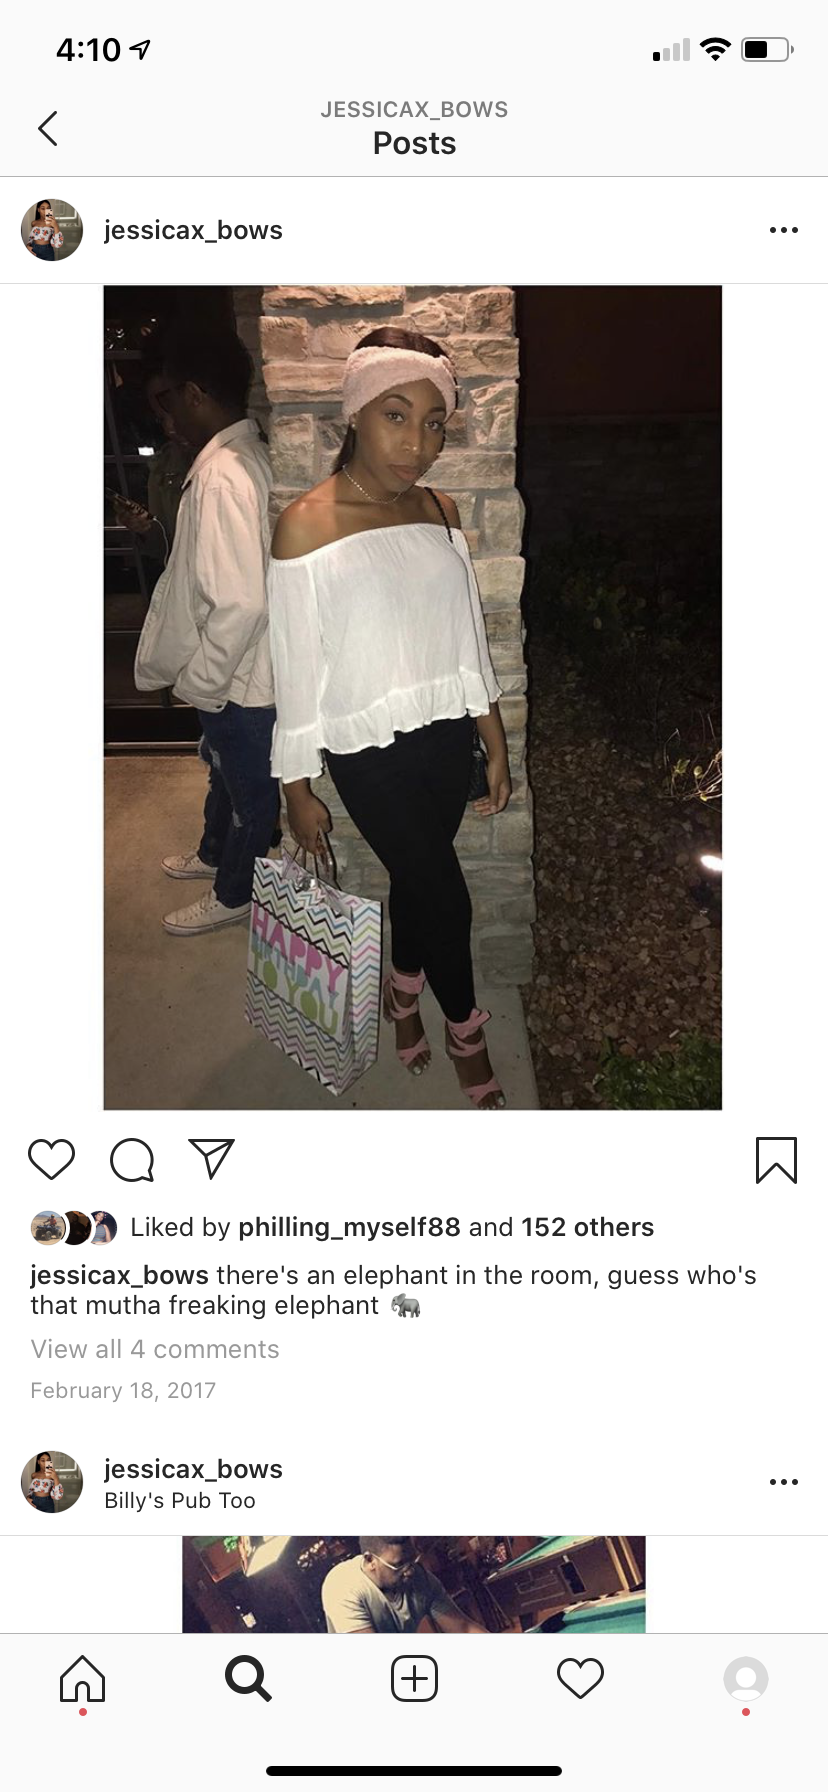 4:10
JESSICAX_BOWS
Posts
jessicax_bows
HAPPY
BIRTHDAY
TO YOU
Liked by philling_myself88 and 152 others
jessicax_bows there's an elephant in the room, guess who's
that mutha freaking elephant 🐘
View all 4 comments
February 18, 2017
jessicax_bows
Billy's Pub Too